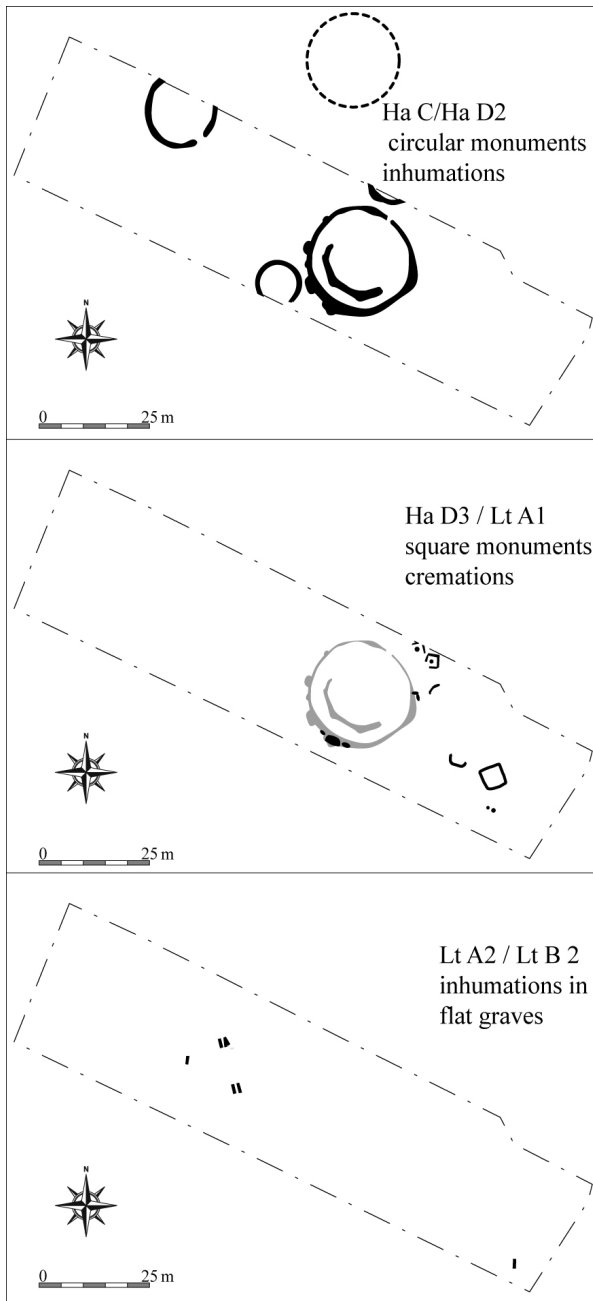 Ha C/Ha D2
circular monuments
inhumations
N
0 25 m
Ha D3 / Lt A1
square monuments
cremations
N
0 25 m
Lt A2 / Lt B 2
inhumations in
flat graves
N
0 25 m